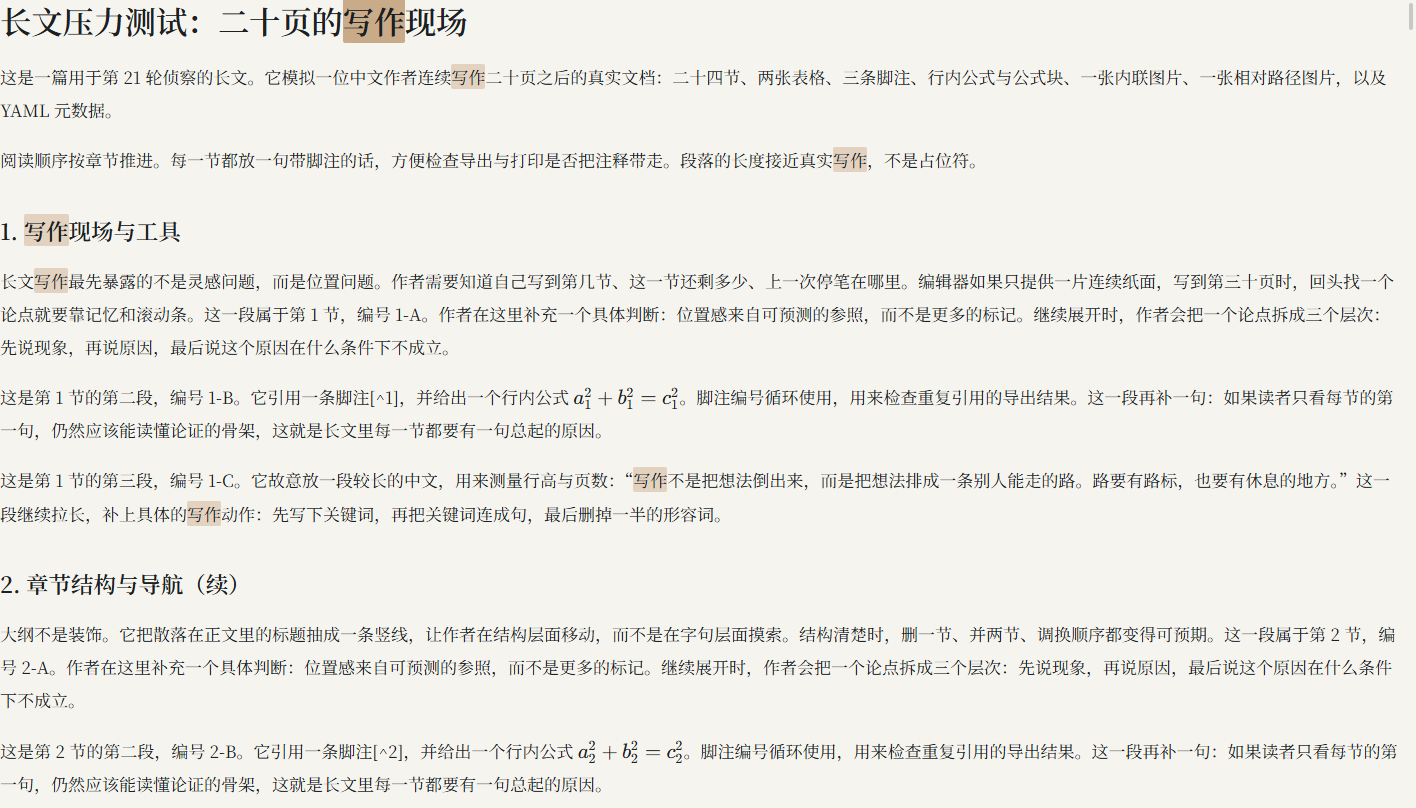 长文压力测试：二十页的写作现场
这是一篇用于第 21 轮侦察的长文。它模拟一位中文作者连续写作二十页之后的真实文档：二十四节、两张表格、三条脚注、行内公式与公式块、一张内联图片、一张相对路径图片，以及
YAML 元数据。
阅读顺序按章节推进。每一节都放一句带脚注的话，方便检查导出与打印是否把注释带走。段落的长度接近真实写作，不是占位符。
1. 写作现场与工具
长文写作最先暴露的不是灵感问题，而是位置问题。作者需要知道自己写到第几节、这一节还剩多少、上一次停笔在哪里。编辑器如果只提供一片连续纸面，写到第三十页时，回头找一个
论点就要靠记忆和滚动条。这一段属于第 1 节，编号 1-A。作者在这里补充一个具体判断：位置感来自可预测的参照，而不是更多的标记。继续展开时，作者会把一个论点拆成三个层次：
先说现象，再说原因，最后说这个原因在什么条件下不成立。
这是第 1 节的第二段，编号 1-B。它引用一条脚注[^1]，并给出一个行内公式 $a_1^2 + b_1^2 = c_1^2$。脚注编号循环使用，用来检查重复引用的导出结果。这一段再补一句：如果读者只看每节的第
一句，仍然应该能读懂论证的骨架，这就是长文里每一节都要有一句总起的原因。
这是第 1 节的第三段，编号 1-C。它故意放一段较长的中文，用来测量行高与页数：“写作不是把想法倒出来，而是把想法排成一条别人能走的路。路要有路标，也要有休息的地方。”这一
段继续拉长，补上具体的写作动作：先写下关键词，再把关键词连成句，最后删掉一半的形容词。
2. 章节结构与导航（续）
大纲不是装饰。它把散落在正文里的标题抽成一条竖线，让作者在结构层面移动，而不是在字句层面摸索。结构清楚时，删一节、并两节、调换顺序都变得可预期。这一段属于第 2 节，编
号 2-A。作者在这里补充一个具体判断：位置感来自可预测的参照，而不是更多的标记。继续展开时，作者会把一个论点拆成三个层次：先说现象，再说原因，最后说这个原因在什么条件
下不成立。
这是第 2 节的第二段，编号 2-B。它引用一条脚注[^2]，并给出一个行内公式 $a_2^2 + b_2^2 = c_2^2$。脚注编号循环使用，用来检查重复引用的导出结果。这一段再补一句：如果读者只看每节的第
一句，仍然应该能读懂论证的骨架，这就是长文里每一节都要有一句总起的原因。